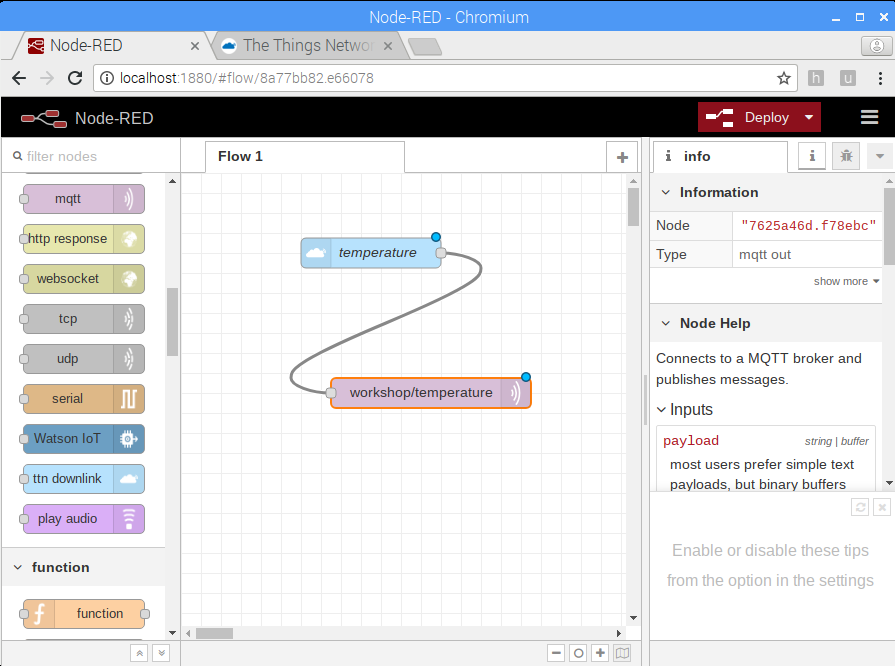 Node-RED - Chromium
Node-RED
The Things Netwo
localhost:1880/#flow/8a77bb82.e66078
h
u
Node-RED
Deploy
filter nodes
Flow 1
i info
i
mqtt
http response
websocket
tcp
udp
serial
Watson IoT
ttn downlink
play audio
function
function
temperature
workshop/temperature
Information
Node "7625a46d.f78ebc"
Type mqtt out
show more
Node Help
Connects to a MQTT broker and
publishes messages.
Inputs
payload string | buffer
most users prefer simple text
payloads, but binary buffers
Enable or disable these tips
from the option in the settings